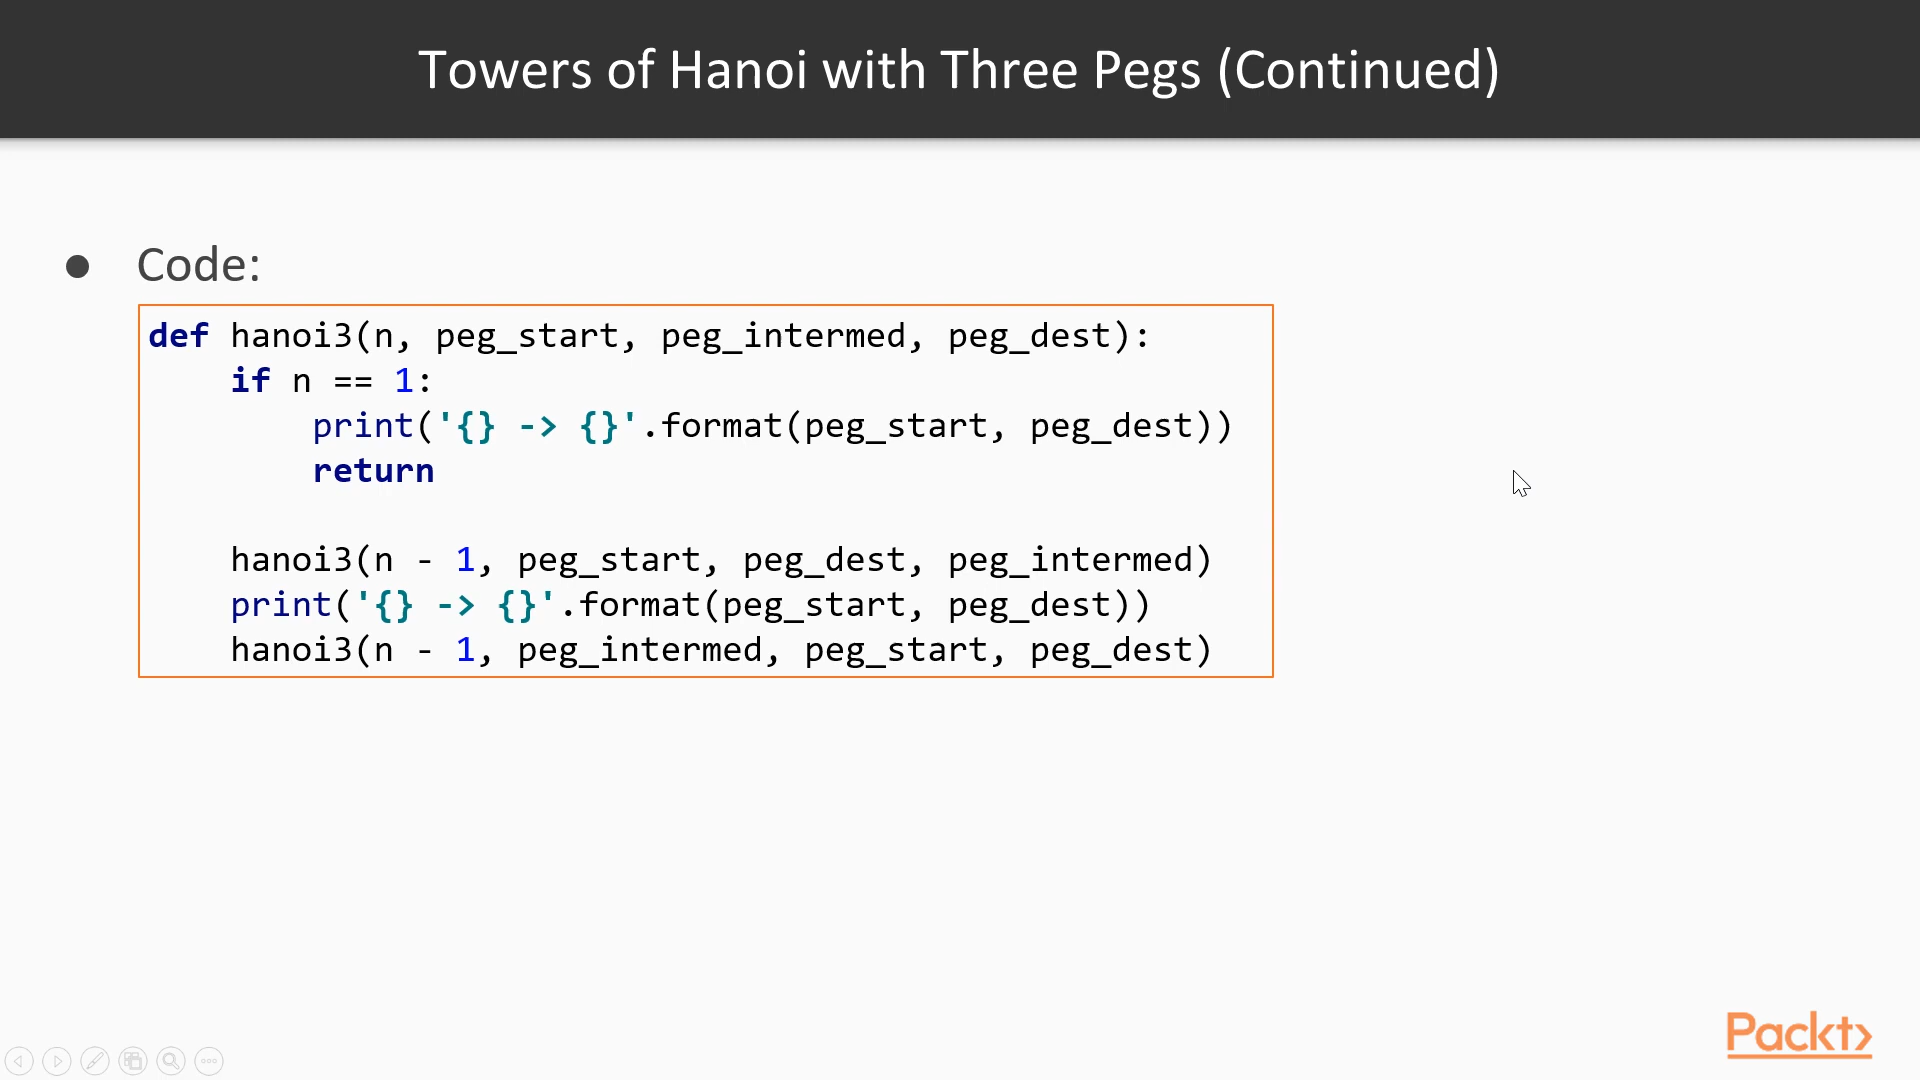 Towers of Hanoi with Three Pegs (Continued)
● Code:
def hanoi3(n, peg_start, peg_intermed, peg_dest):
    if n == 1:
        print('{} -> {}'.format(peg_start, peg_dest))
        return
    hanoi3(n - 1, peg_start, peg_dest, peg_intermed)
    print('{} -> {}'.format(peg_start, peg_dest))
    hanoi3(n - 1, peg_intermed, peg_start, peg_dest)
Packt>